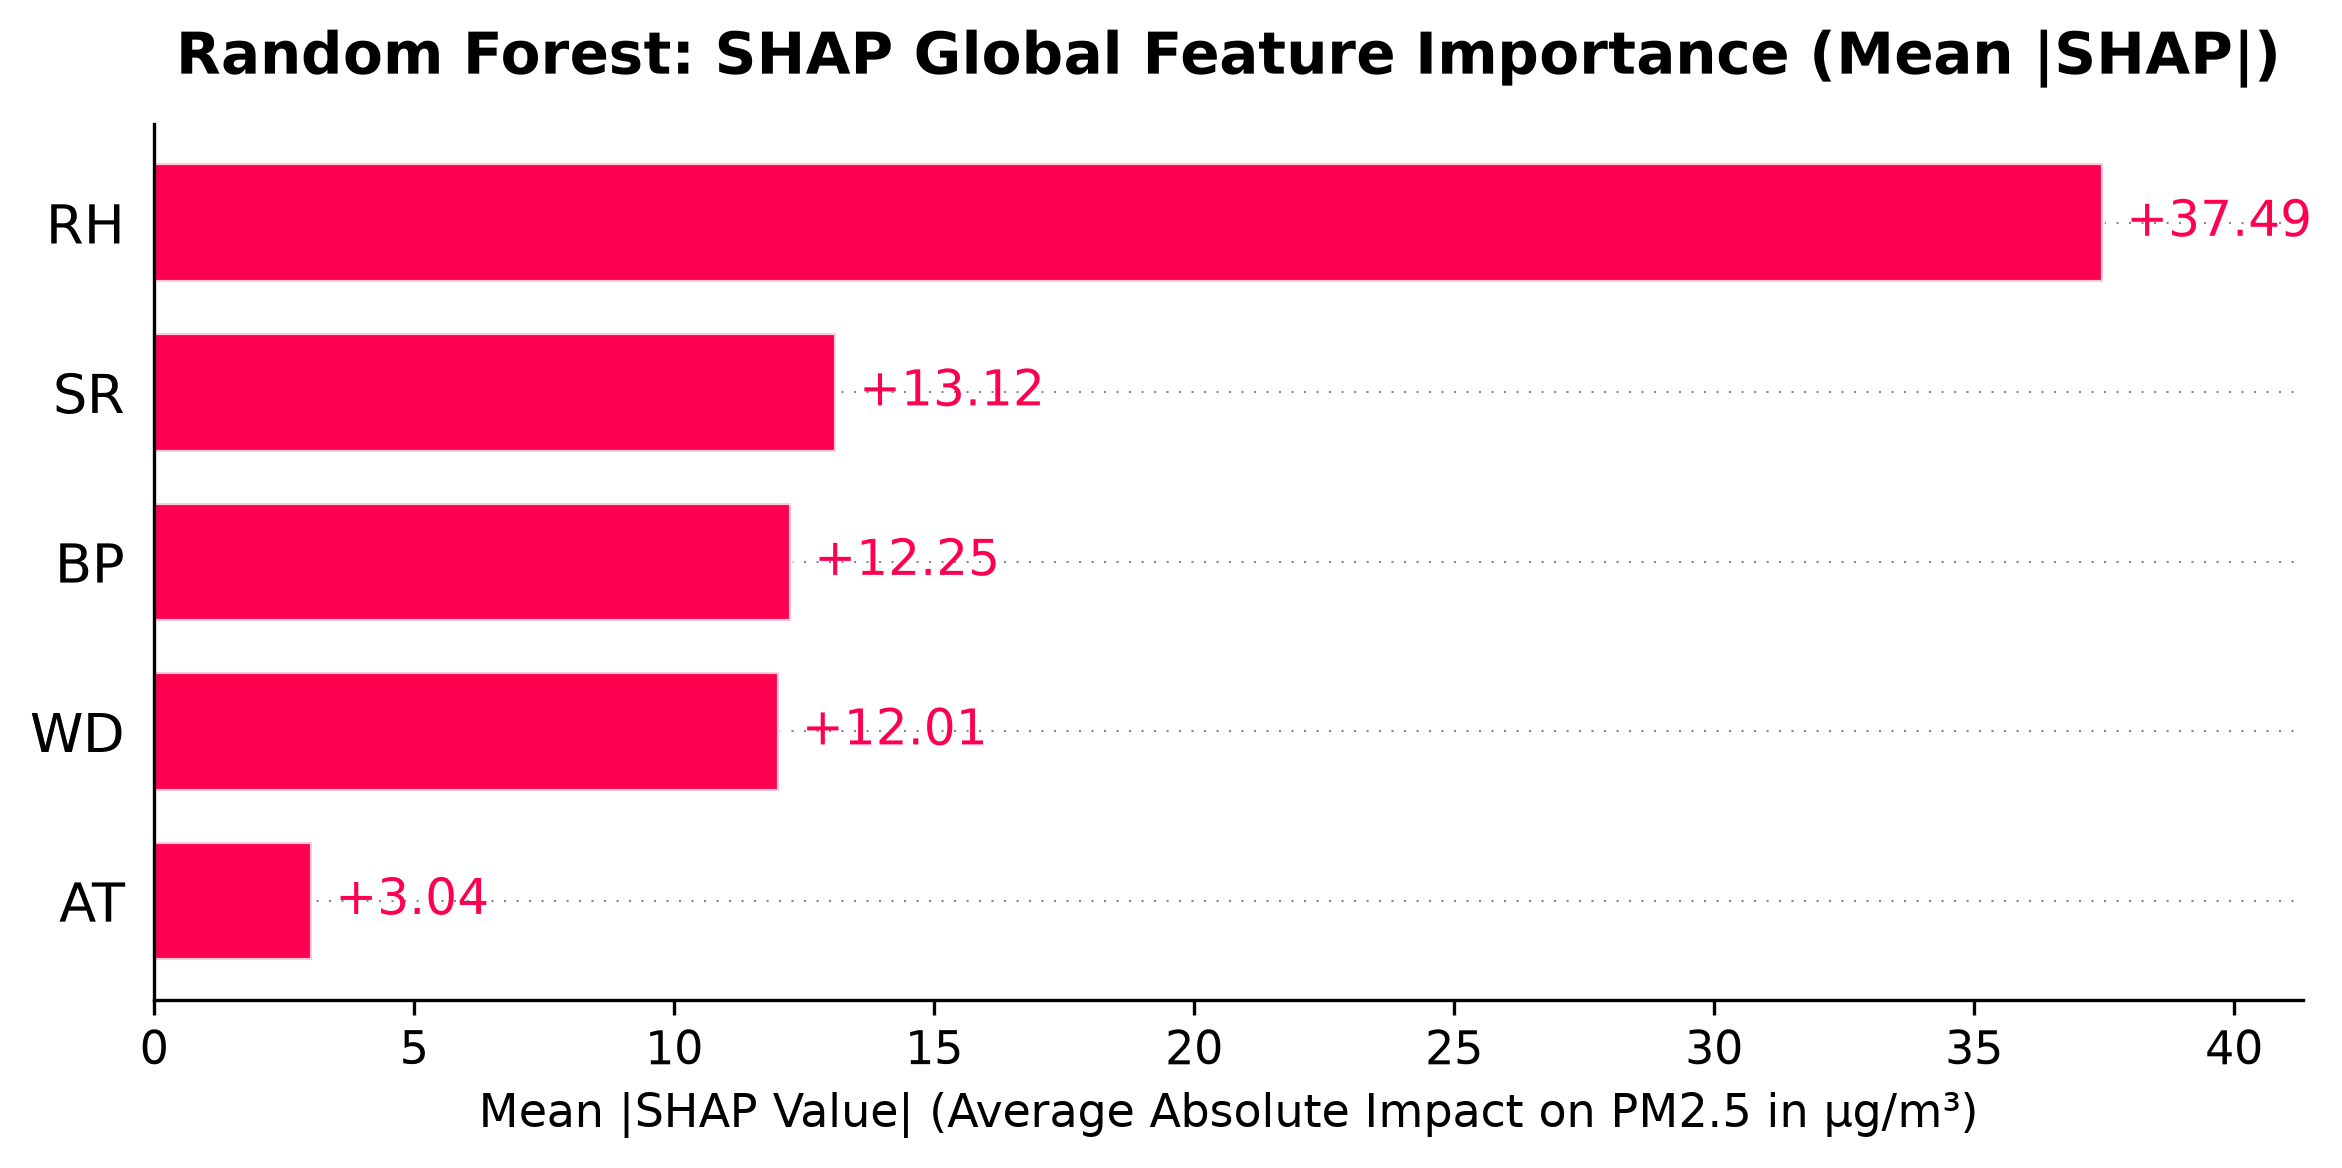 Random Forest: SHAP Global Feature Importance (Mean |SHAP|)
RH +37.49
SR +13.12
BP +12.25
WD +12.01
AT +3.04
0 5 10 15 20 25 30 35 40
Mean |SHAP Value| (Average Absolute Impact on PM2.5 in µg/m³)